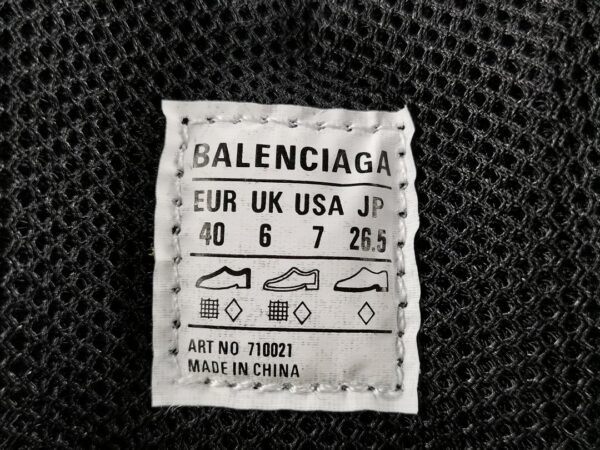 BALENCIAGA
EUR UK USA JP
40 6 7 26.5
ART NO 710021
MADE IN CHINA